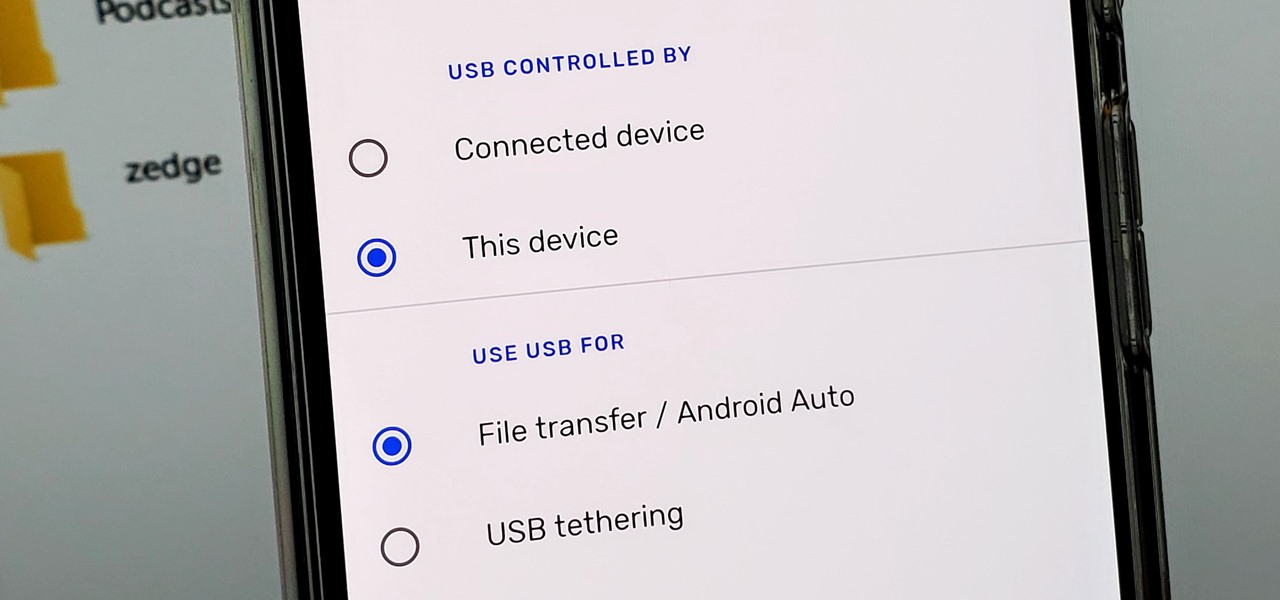 Podcasts
zedge
USB CONTROLLED BY
Connected device
This device
USE USB FOR
File transfer / Android Auto
USB tethering